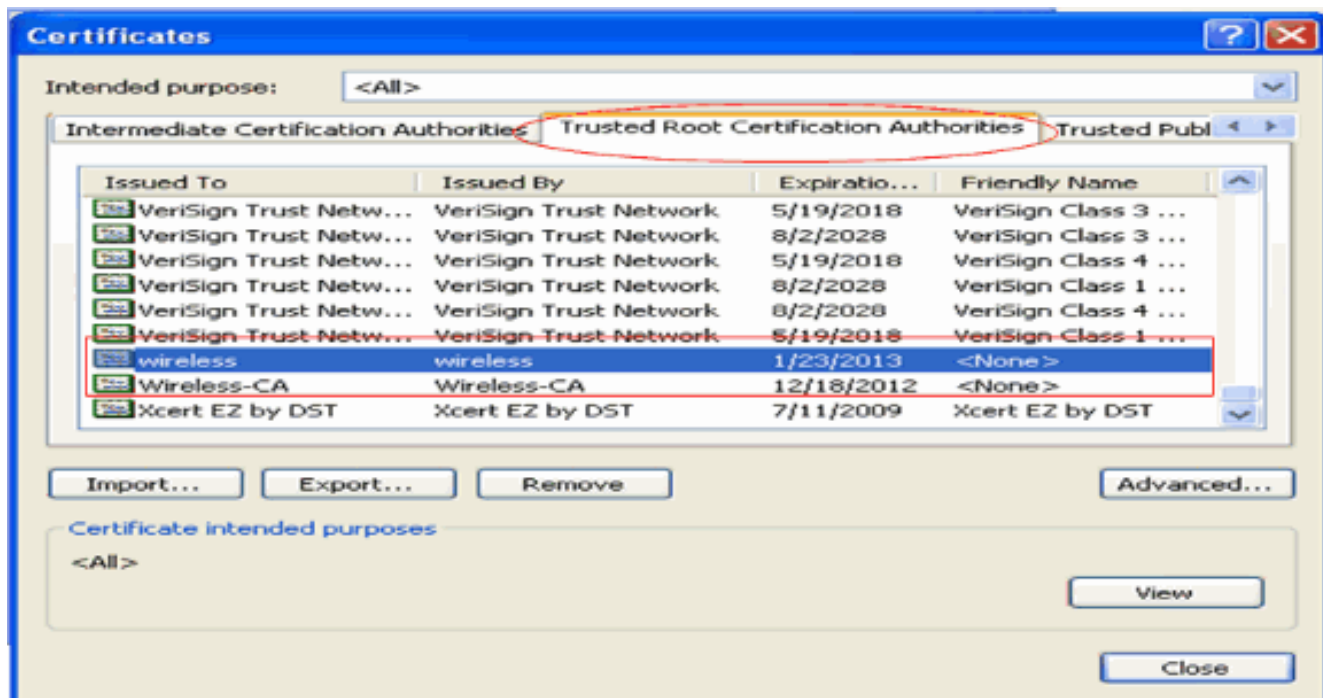 Certificates
Intended purpose: <All>
Intermediate Certification Authorities Trusted Root Certification Authorities Trusted Publ
Issued To Issued By Expiratio... Friendly Name
VeriSign Trust Netw... VeriSign Trust Network 5/19/2018 VeriSign Class 3 ...
VeriSign Trust Netw... VeriSign Trust Network 8/2/2028 VeriSign Class 3 ...
VeriSign Trust Netw... VeriSign Trust Network 5/19/2018 VeriSign Class 4 ...
VeriSign Trust Netw... VeriSign Trust Network 8/2/2028 VeriSign Class 1 ...
VeriSign Trust Netw... VeriSign Trust Network 8/2/2028 VeriSign Class 4 ...
VeriSign Trust Netw... VeriSign Trust Network 5/19/2018 VeriSign Class 1 ...
wireless wireless 1/23/2013 <None>
Wireless-CA Wireless-CA 12/18/2012 <None>
Xcert EZ by DST Xcert EZ by DST 7/11/2009 Xcert EZ by DST
Import... Export... Remove Advanced...
Certificate intended purposes
<All>
View
Close